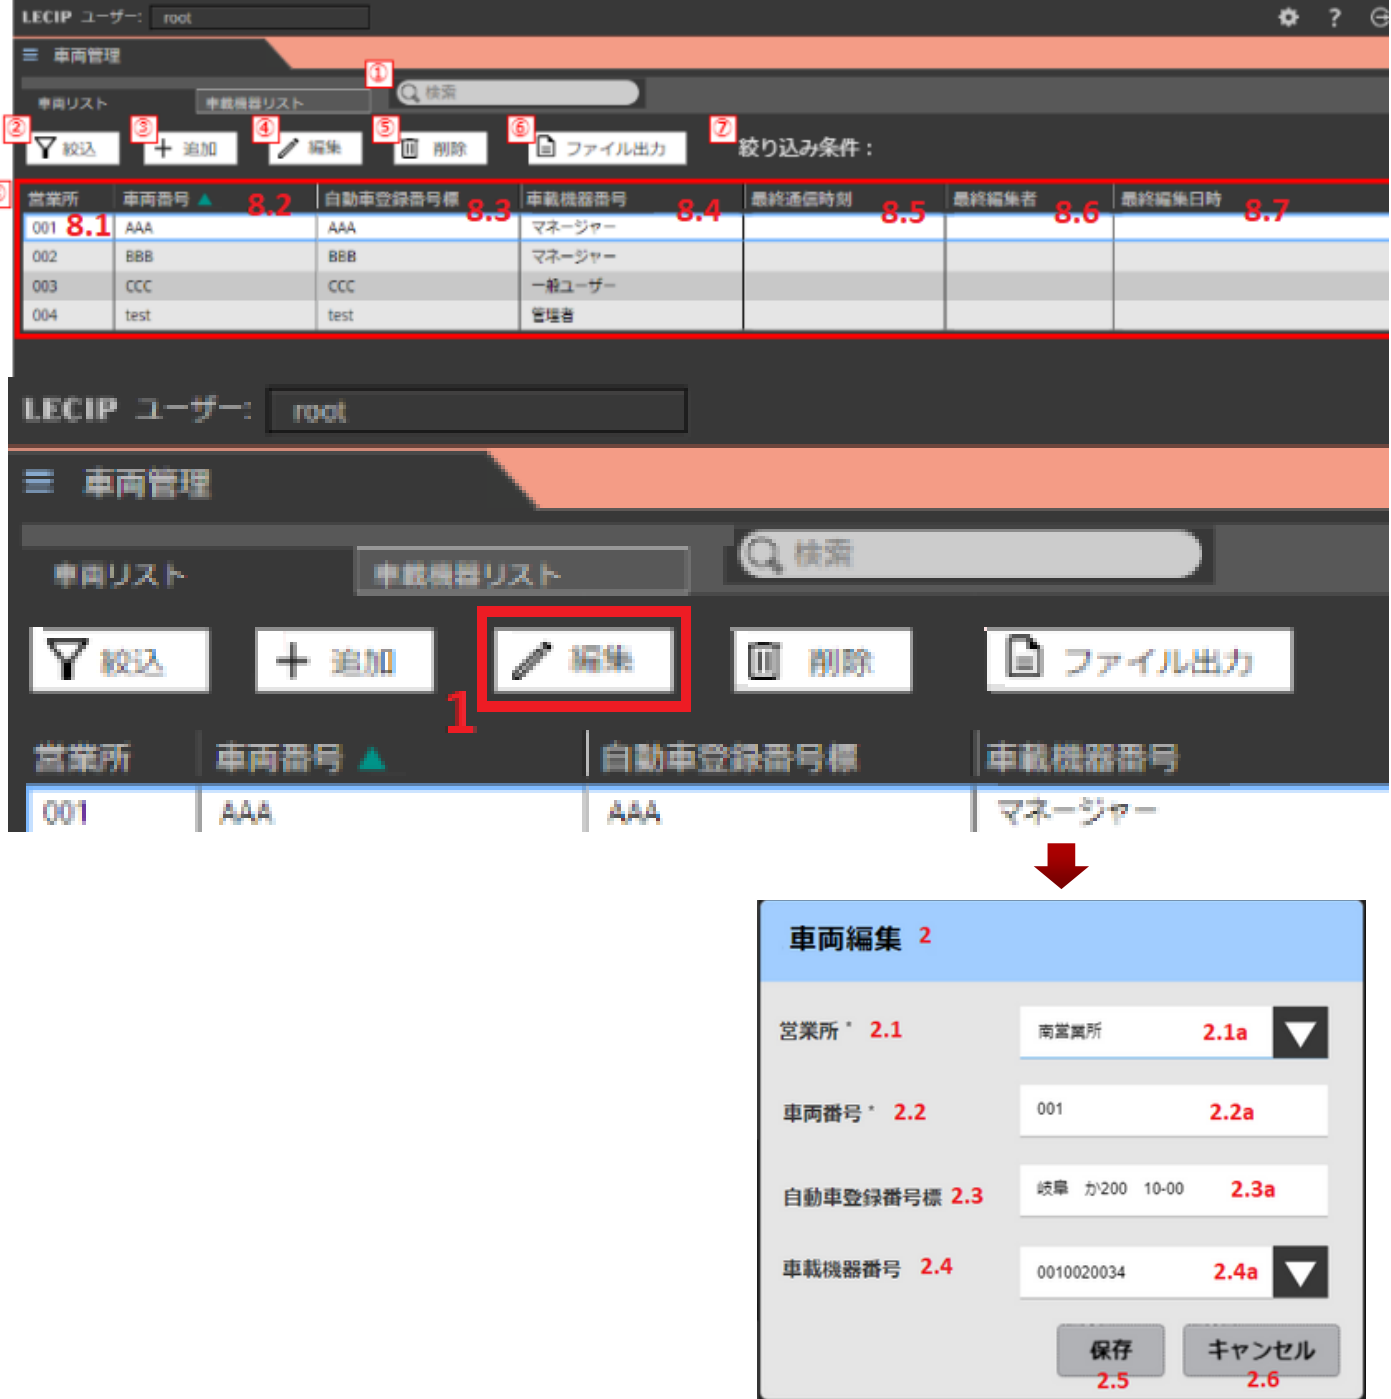 LECIP ユーザー: root ?
車両管理
①
検索
車両リスト 車載機器リスト
② ③ ④ ⑤ ⑥ ⑦
絞込 追加 編集 削除 ファイル出力 絞り込み条件：
営業所 車両番号 ▲ 8.2 自動車登録番号標 8.3 車載機器番号 8.4 最終通信時刻 8.5 最終編集者 8.6 最終編集日時 8.7
001 8.1 AAA AAA マネージャー
002 BBB BBB マネージャー
003 CCC CCC 一般ユーザー
004 test test 管理者
LECIP ユーザー: root
車両管理
検索
車両リスト 車載機器リスト
絞込 追加 編集 削除 ファイル出力
1
営業所 車両番号 ▲ 自動車登録番号標 車載機器番号
001 AAA AAA マネージャー
車両編集 2
営業所 * 2.1 南営業所 2.1a
車両番号 * 2.2 001 2.2a
自動車登録番号標 2.3 岐阜 か200 10-00 2.3a
車載機器番号 2.4 0010020034 2.4a
保存 キャンセル
2.5 2.6